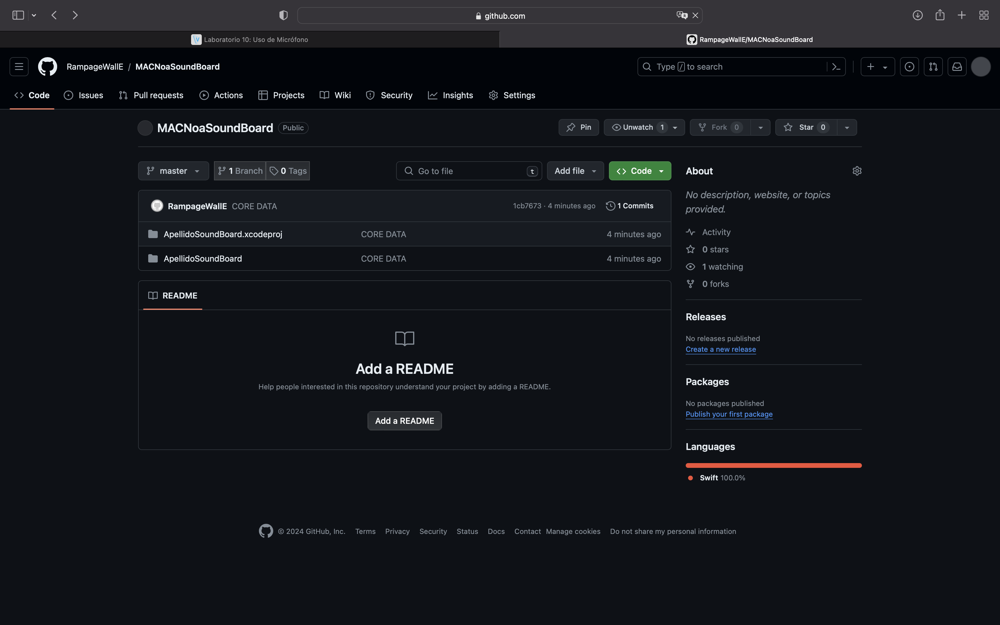 github.com
Laboratorio 10: Uso de Micrófono
RampageWallE/MACNoaSoundBoard
RampageWallE / MACNoaSoundBoard
Type / to search
Code
Issues
Pull requests
Actions
Projects
Wiki
Security
Insights
Settings
MACNoaSoundBoard Public
Pin
Unwatch 1
Fork 0
Star 0
master
1 Branch
0 Tags
Go to file t
Add file
Code
RampageWallE CORE DATA 1cb7673 · 4 minutes ago 1 Commits
ApellidoSoundBoard.xcodeproj CORE DATA 4 minutes ago
ApellidoSoundBoard CORE DATA 4 minutes ago
README
Add a README
Help people interested in this repository understand your project by adding a README.
Add a README
About
No description, website, or topics
provided.
Activity
0 stars
1 watching
0 forks
Releases
No releases published
Create a new release
Packages
No packages published
Publish your first package
Languages
Swift 100.0%
© 2024 GitHub, Inc. Terms Privacy Security Status Docs Contact Manage cookies Do not share my personal information